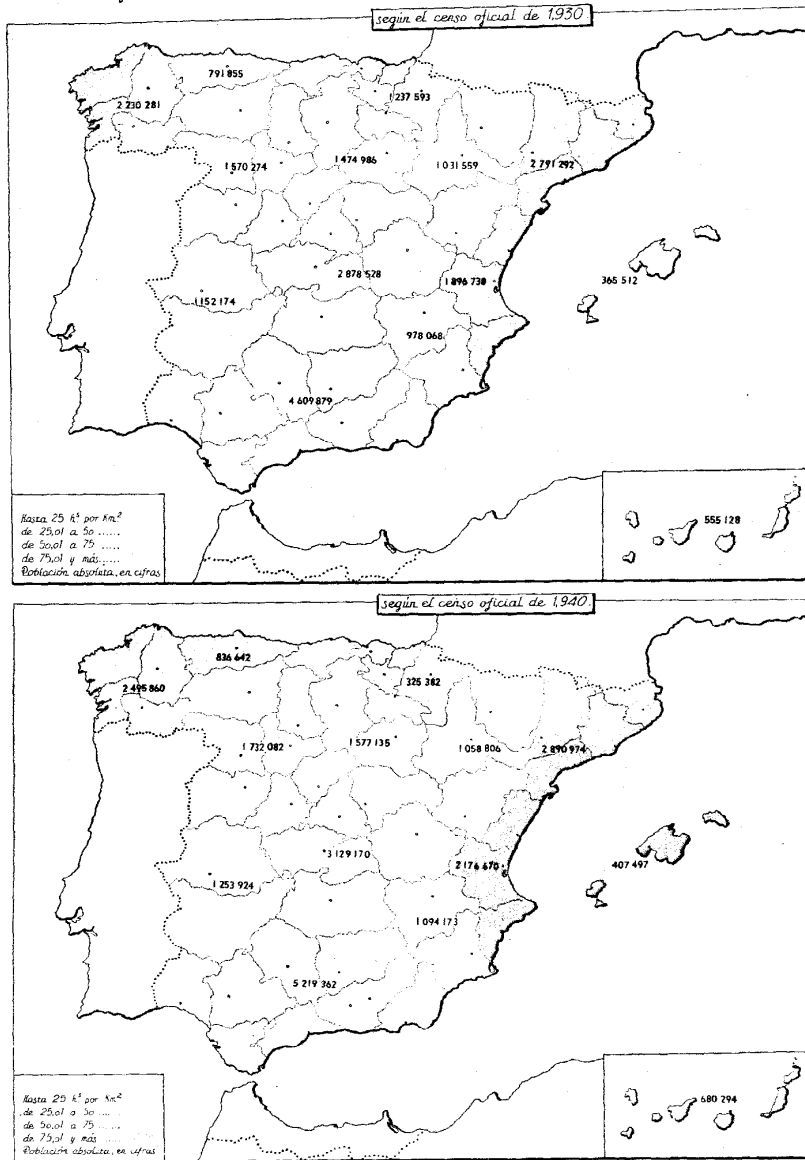 según el censo oficial de 1,930
791 855
2 230 281
1 237 593
1 570 274
1 474 986
1 031 559
2 791 292
2 878 528
1 896 738
365 512
1 152 174
978 068
4 609 879
555 128
Hasta 25 hˢ por Km²
de 25,01 a 50 ......
de 50,01 a 75 .....
de 75,01 y más......
Población absoluta, en cifras
según el censo oficial de 1,940
836 642
325 382
2 495 860
1 732 082
1 577 135
1 058 806
2 890 974
3 129 170
2 176 670
407 497
1 253 924
1 094 173
5 219 362
680 294
Hasta 25 hˢ por Km²
de 25,01 a 50 ......
de 50,01 a 75 .....
de 75,01 y más ......
Población absoluta, en cifras